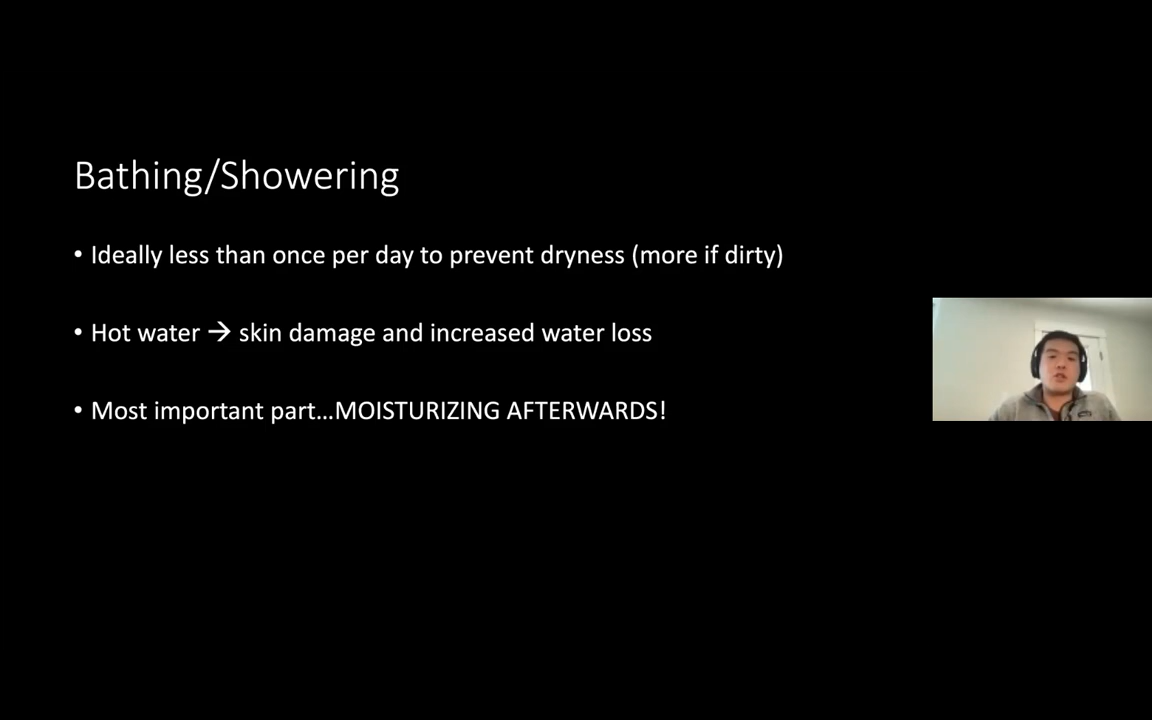 Bathing/Showering
• Ideally less than once per day to prevent dryness (more if dirty)
• Hot water → skin damage and increased water loss
• Most important part...MOISTURIZING AFTERWARDS!